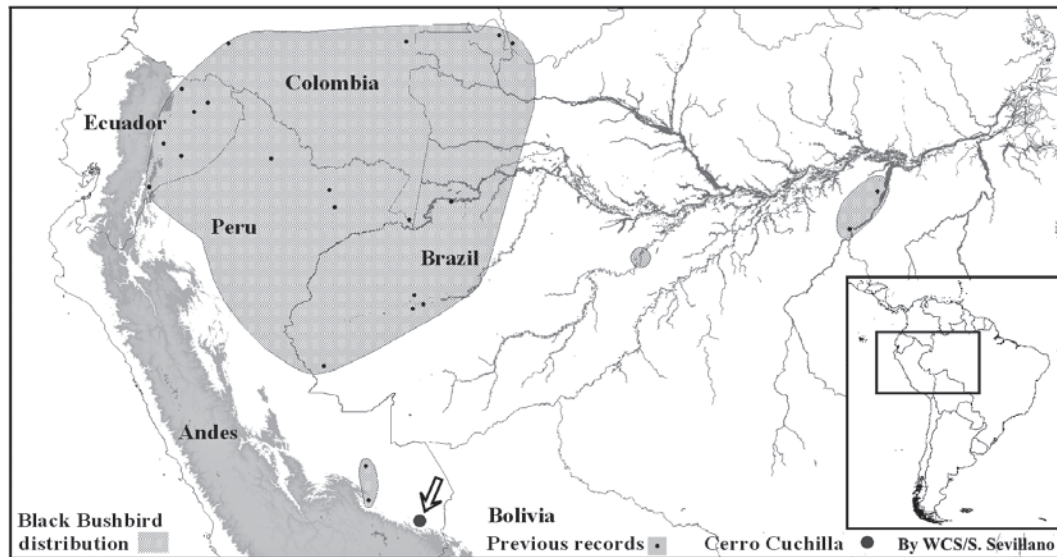 Colombia
Ecuador
Peru
Brazil
Andes
Bolivia
Black Bushbird
distribution
Previous records
Cerro Cuchilla
By WCS/S. Sevillano